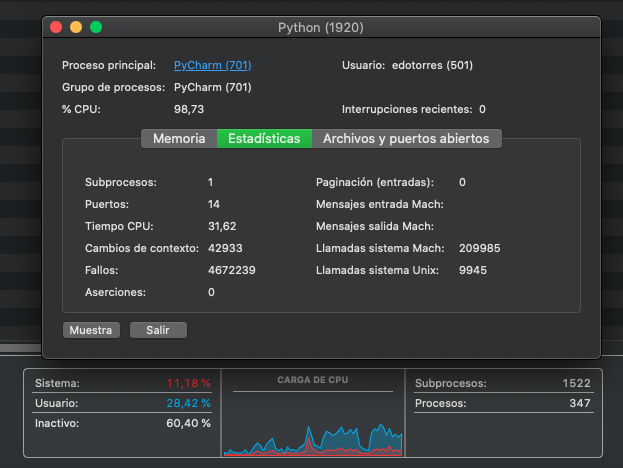 Python (1920)
Proceso principal: PyCharm (701) Usuario: edotorres (501)
Grupo de procesos: PyCharm (701)
% CPU: 98,73 Interrupciones recientes: 0
Memoria Estadísticas Archivos y puertos abiertos
Subprocesos: 1 Paginación (entradas): 0
Puertos: 14 Mensajes entrada Mach:
Tiempo CPU: 31,62 Mensajes salida Mach:
Cambios de contexto: 42933 Llamadas sistema Mach: 209985
Fallos: 4672239 Llamadas sistema Unix: 9945
Aserciones: 0
Muestra Salir
Sistema: 11,18 % CARGA DE CPU Subprocesos: 1522
Usuario: 28,42 % Procesos: 347
Inactivo: 60,40 %